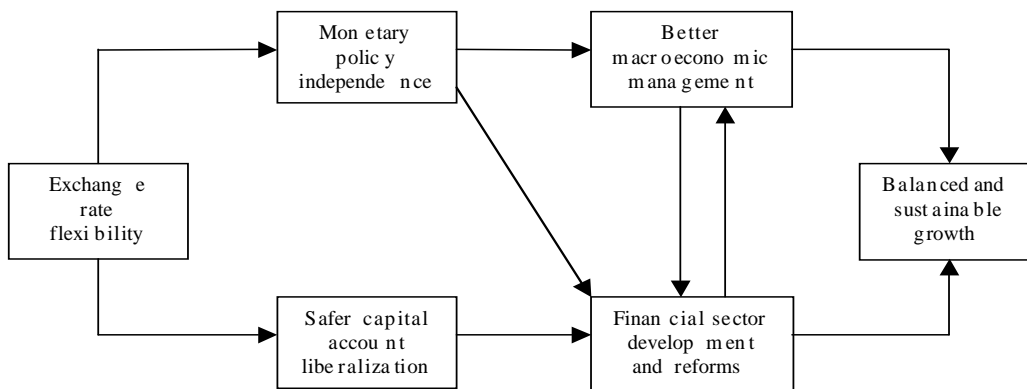 Monetary
policy
independence
Better
macroeconomic
management
Exchange
rate
flexibility
Balanced and
sustainable
growth
Safer capital
account
liberalization
Financial sector
development
and reforms